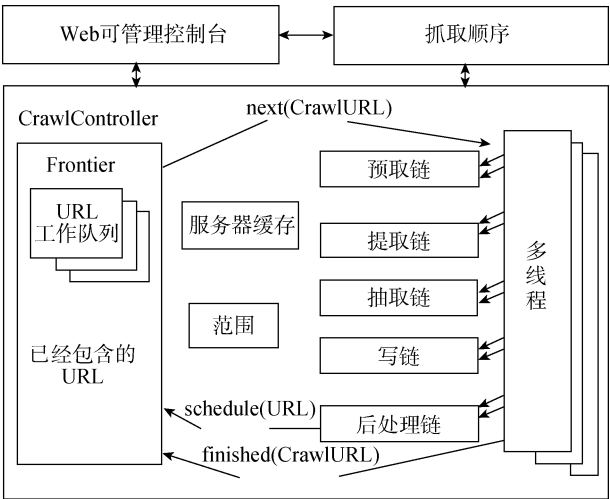 Web可管理控制台
抓取顺序
CrawlController
next(CrawlURL)
Frontier
URL
工作队列
服务器缓存
范围
已经包含的
URL
预取链
提取链
抽取链
写链
后处理链
多线程
schedule(URL)
finished(CrawlURL)